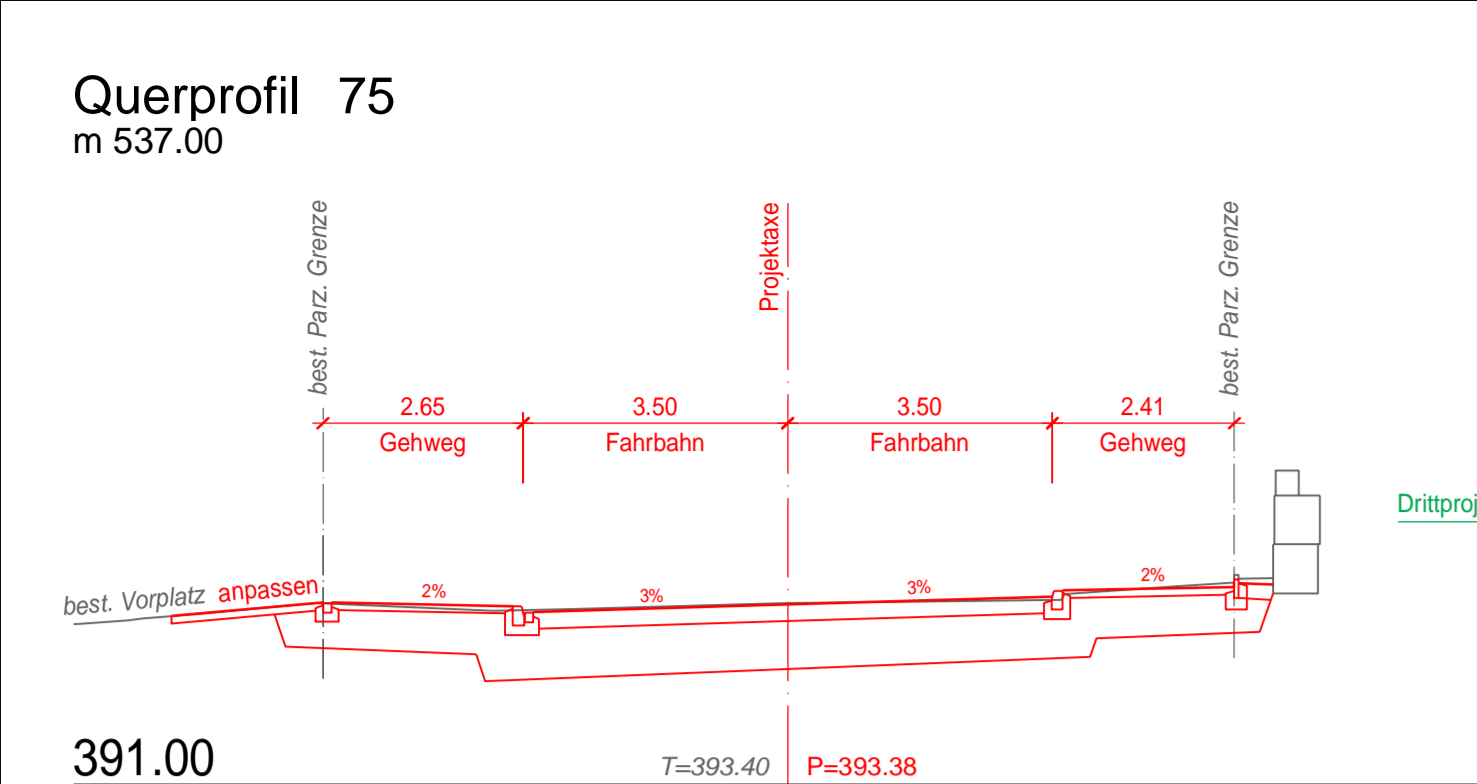 Querprofil 75
m 537.00
best. Parz. Grenze
Projektaxe
best. Parz. Grenze
2.65
3.50
3.50
2.41
Gehweg
Fahrbahn
Fahrbahn
Gehweg
Drittproj
best. Vorplatz anpassen
2%
3%
3%
2%
391.00
T=393.40
P=393.38